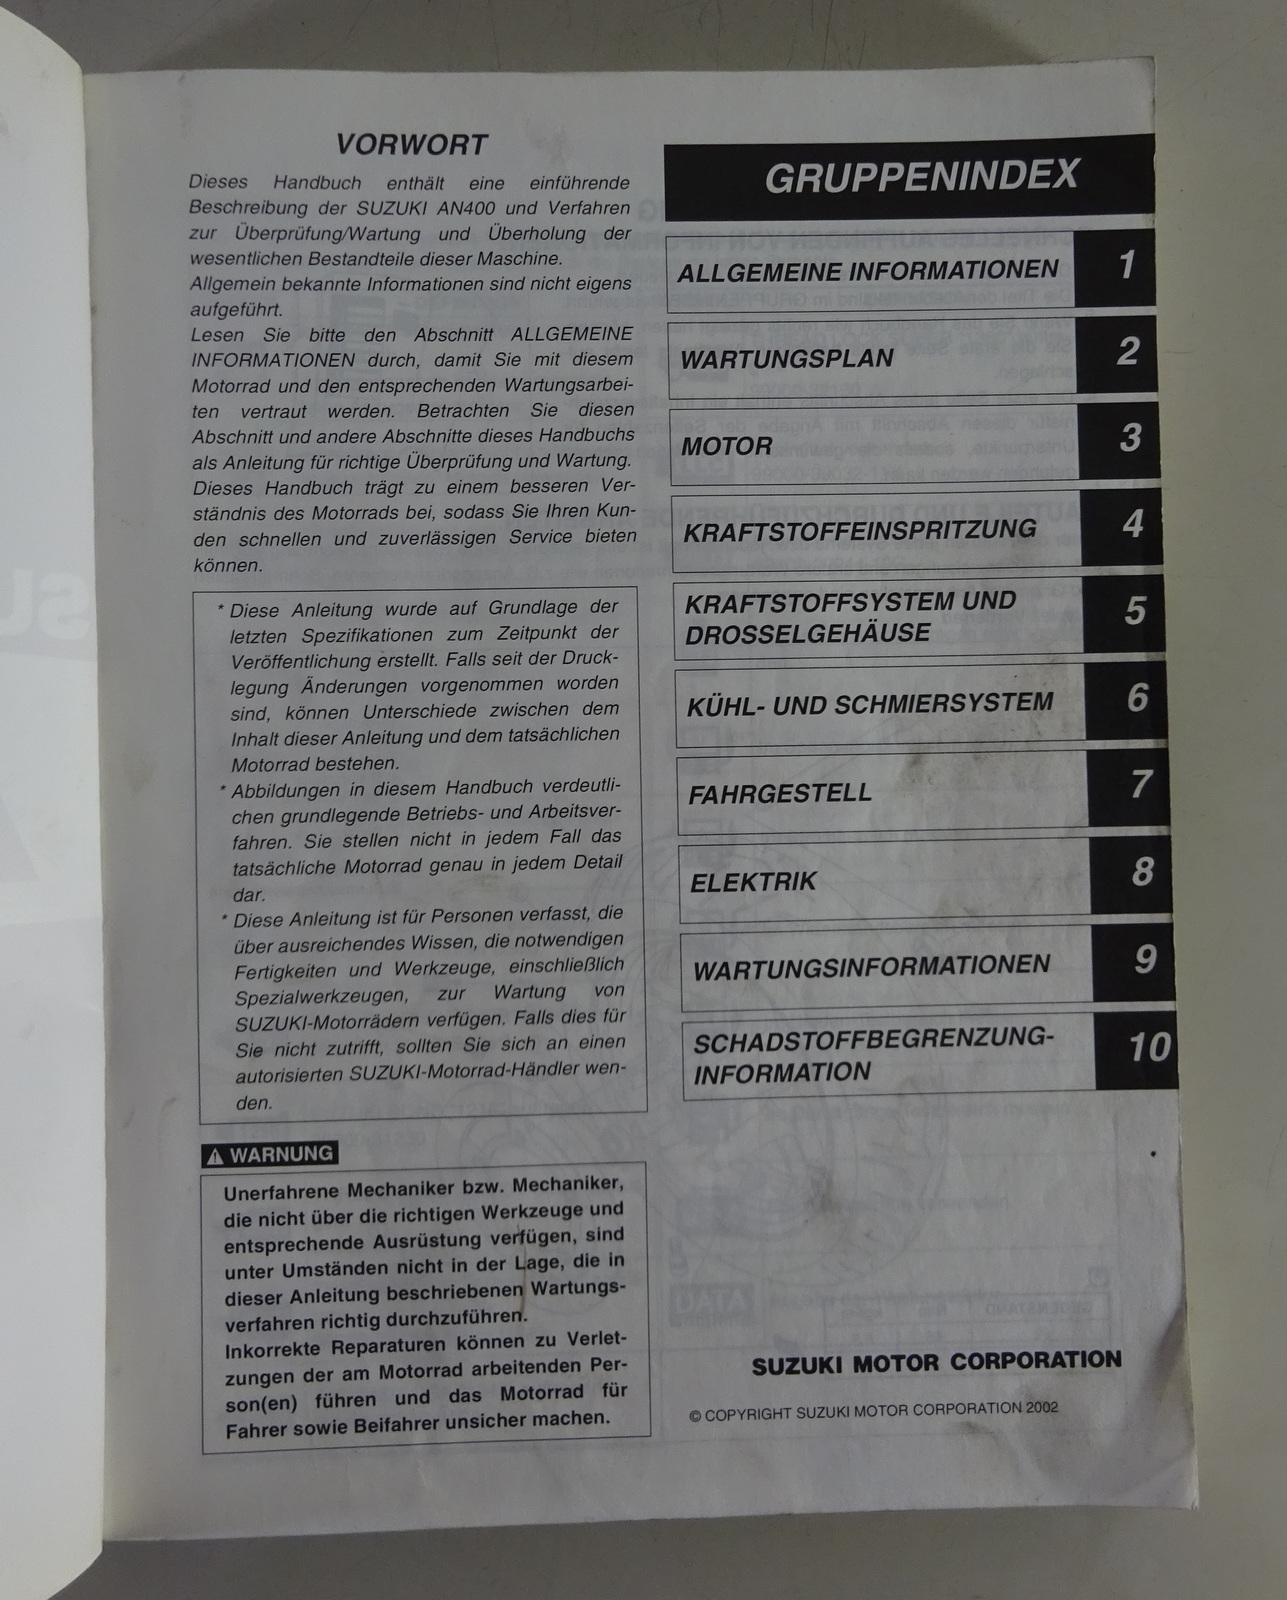 VORWORT
Dieses Handbuch enthält eine einführende
Beschreibung der SUZUKI AN400 und Verfahren
zur Überprüfung/Wartung und Überholung der
wesentlichen Bestandteile dieser Maschine.
Allgemein bekannte Informationen sind nicht eigens
aufgeführt.
Lesen Sie bitte den Abschnitt ALLGEMEINE
INFORMATIONEN durch, damit Sie mit diesem
Motorrad und den entsprechenden Wartungsarbei-
ten vertraut werden. Betrachten Sie diesen
Abschnitt und andere Abschnitte dieses Handbuchs
als Anleitung für richtige Überprüfung und Wartung.
Dieses Handbuch trägt zu einem besseren Ver-
ständnis des Motorrads bei, sodass Sie Ihren Kun-
den schnellen und zuverlässigen Service bieten
können.
* Diese Anleitung wurde auf Grundlage der
letzten Spezifikationen zum Zeitpunkt der
Veröffentlichung erstellt. Falls seit der Druck-
legung Änderungen vorgenommen worden
sind, können Unterschiede zwischen dem
Inhalt dieser Anleitung und dem tatsächlichen
Motorrad bestehen.
* Abbildungen in diesem Handbuch verdeutli-
chen grundlegende Betriebs- und Arbeitsver-
fahren. Sie stellen nicht in jedem Fall das
tatsächliche Motorrad genau in jedem Detail
dar.
* Diese Anleitung ist für Personen verfasst, die
über ausreichendes Wissen, die notwendigen
Fertigkeiten und Werkzeuge, einschließlich
Spezialwerkzeugen, zur Wartung von
SUZUKI-Motorrädern verfügen. Falls dies für
Sie nicht zutrifft, sollten Sie sich an einen
autorisierten SUZUKI-Motorrad-Händler wen-
den.
WARNUNG
Unerfahrene Mechaniker bzw. Mechaniker,
die nicht über die richtigen Werkzeuge und
entsprechende Ausrüstung verfügen, sind
unter Umständen nicht in der Lage, die in
dieser Anleitung beschriebenen Wartungs-
verfahren richtig durchzuführen.
Inkorrekte Reparaturen können zu Verlet-
zungen der am Motorrad arbeitenden Per-
son(en) führen und das Motorrad für
Fahrer sowie Beifahrer unsicher machen.
GRUPPENINDEX
ALLGEMEINE INFORMATIONEN 1
WARTUNGSPLAN 2
MOTOR 3
KRAFTSTOFFEINSPRITZUNG 4
KRAFTSTOFFSYSTEM UND
DROSSELGEHÄUSE 5
KÜHL- UND SCHMIERSYSTEM 6
FAHRGESTELL 7
ELEKTRIK 8
WARTUNGSINFORMATIONEN 9
SCHADSTOFFBEGRENZUNG-
INFORMATION 10
SUZUKI MOTOR CORPORATION
© COPYRIGHT SUZUKI MOTOR CORPORATION 2002